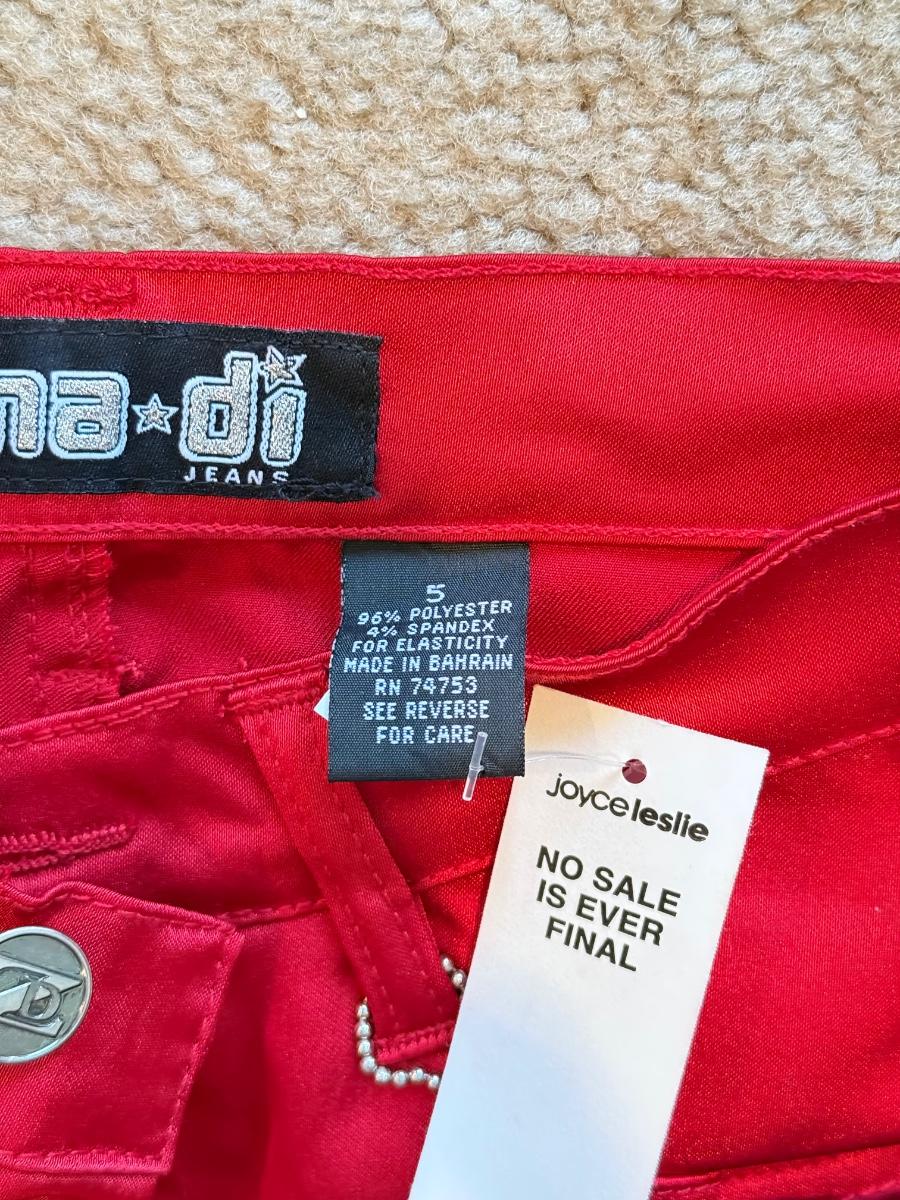 na★di
JEANS
5
96% POLYESTER
4% SPANDEX
FOR ELASTICITY
MADE IN BAHRAIN
RN 74753
SEE REVERSE
FOR CARE
joyceleslie
NO SALE
IS EVER
FINAL